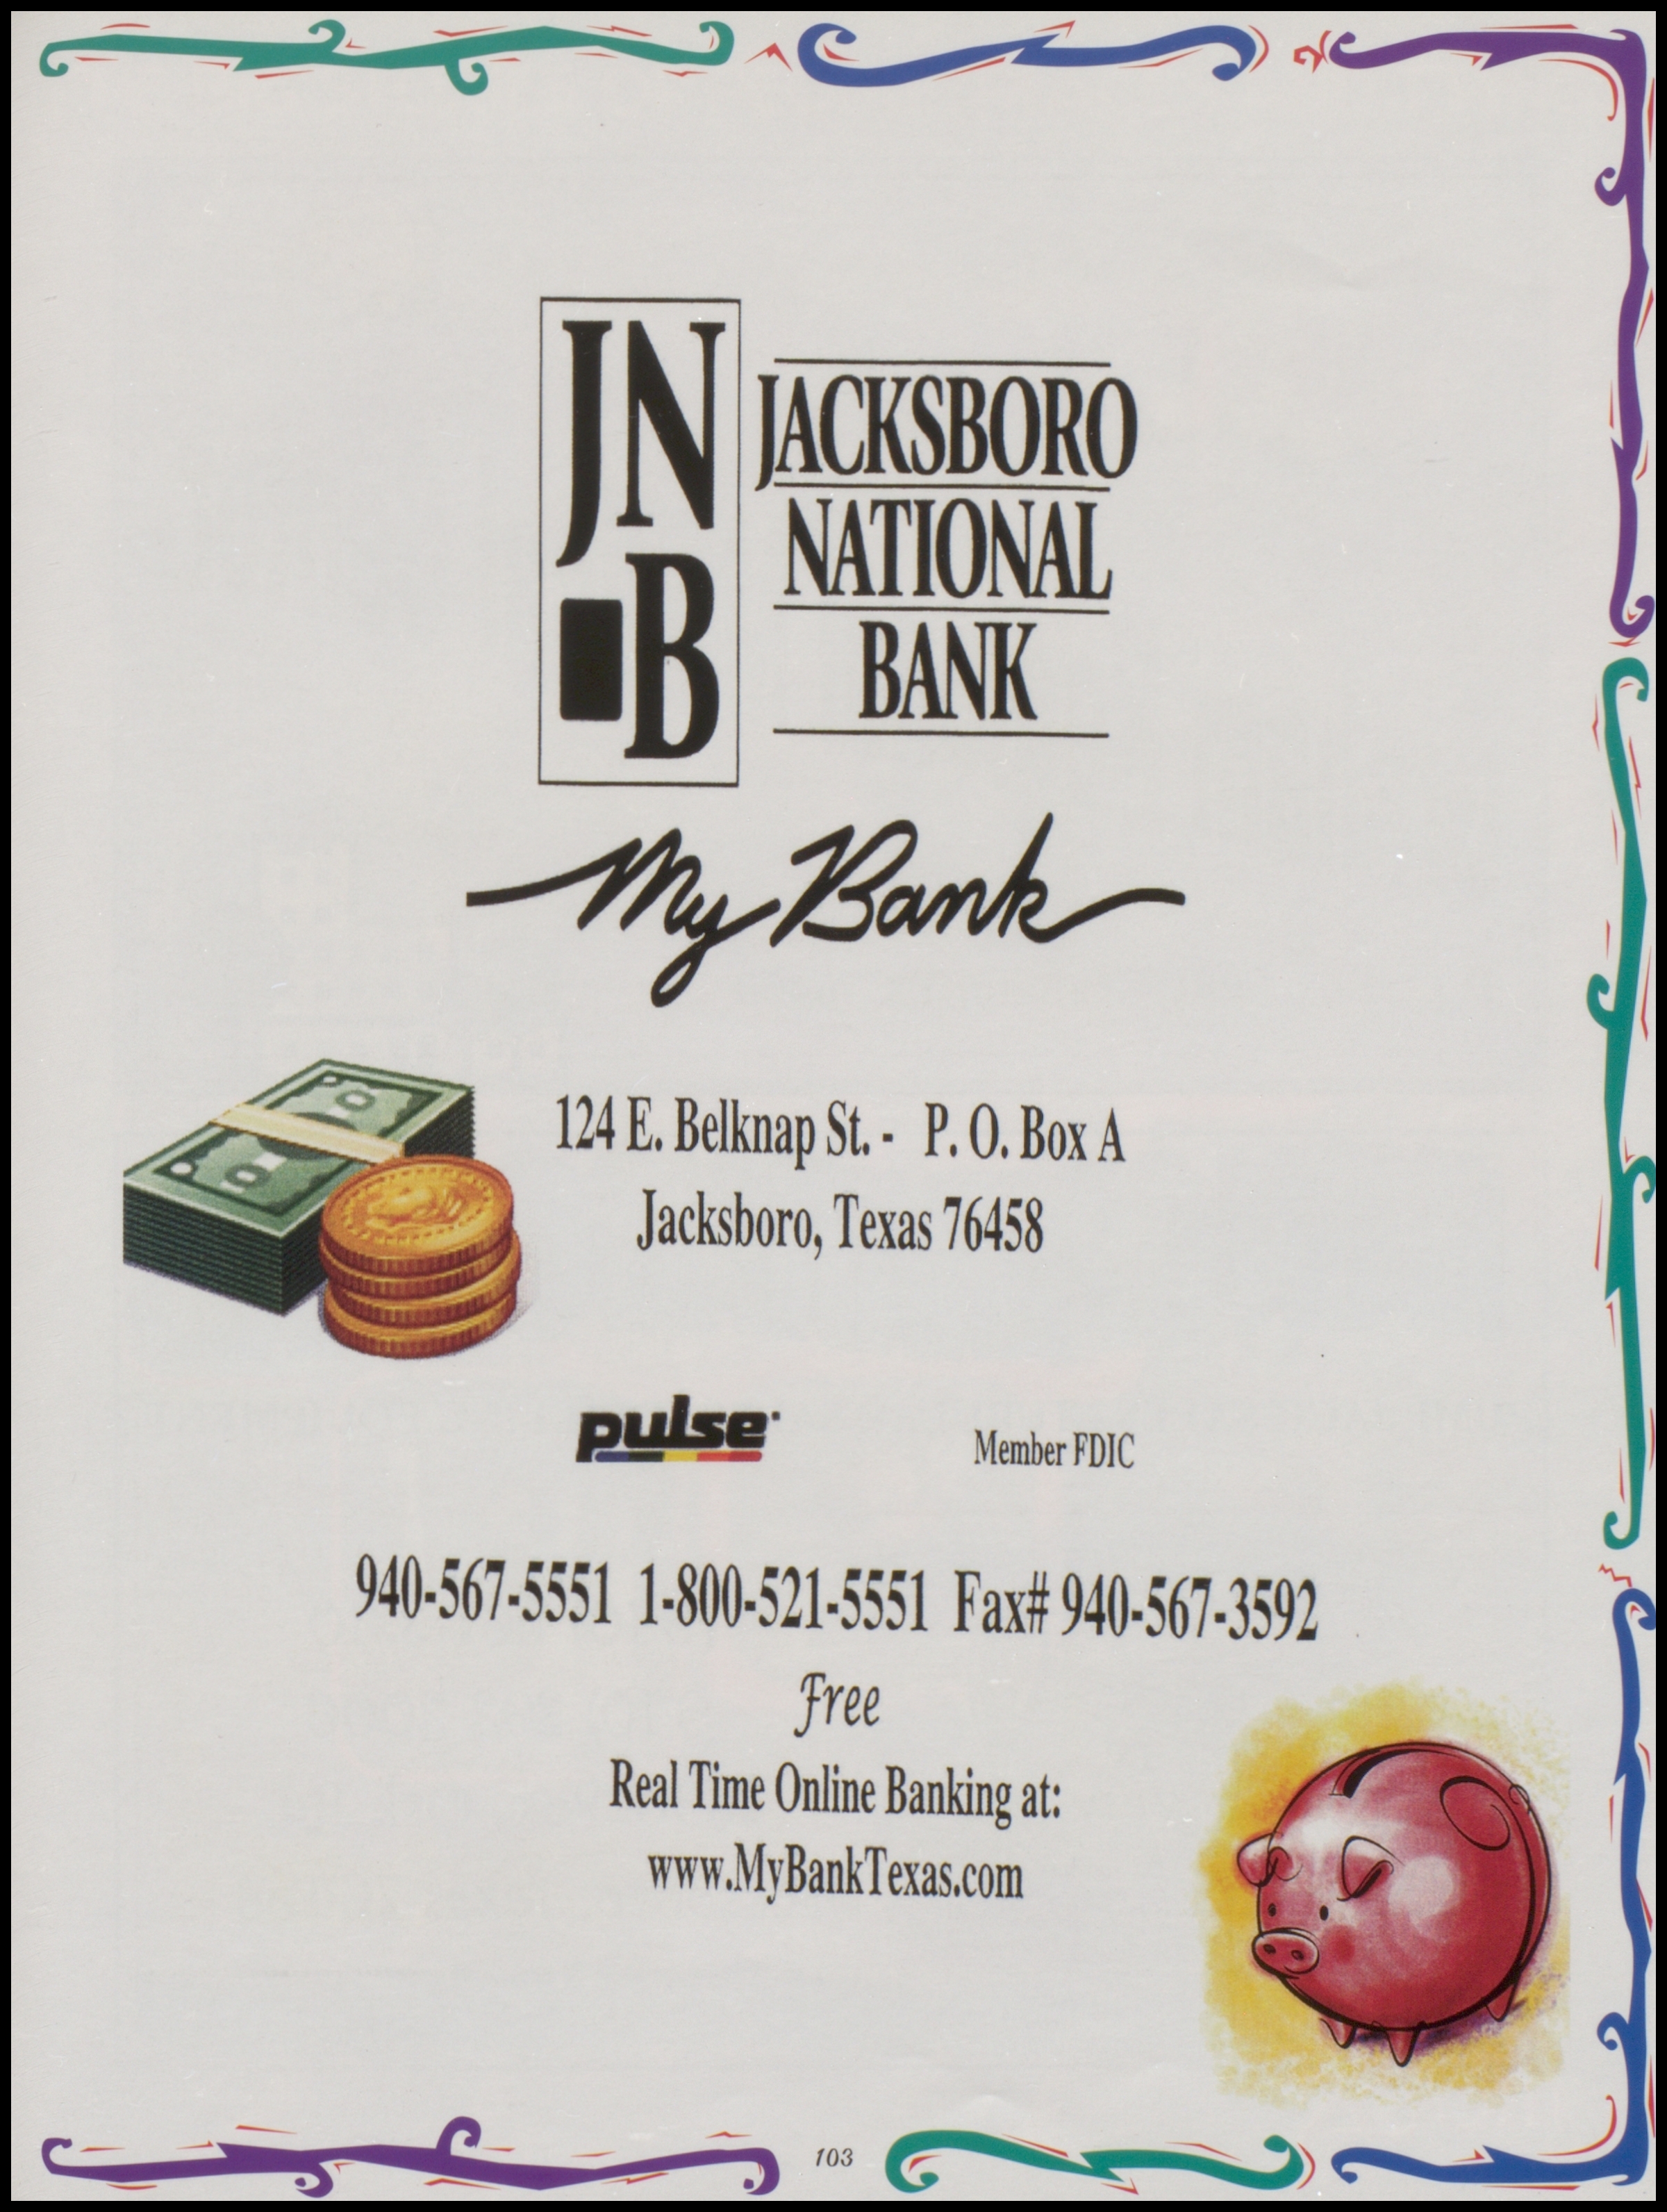 JN
B
JACKSBORO
NATIONAL
BANK
My Bank
124 E. Belknap St. - P. O. Box A
Jacksboro, Texas 76458
pulse
Member FDIC
940-567-5551 1-800-521-5551 Fax# 940-567-3592
Free
Real Time Online Banking at:
www.MyBankTexas.com
103